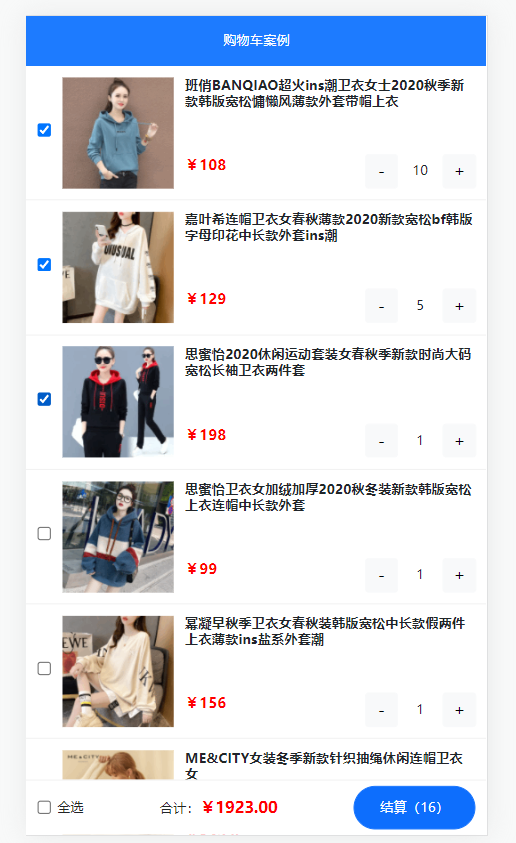 购物车案例
班俏BANQIAO超火ins潮卫衣女士2020秋季新
款韩版宽松慵懒风薄款外套带帽上衣
￥108
- 10 +
嘉叶希连帽卫衣女春秋薄款2020新款宽松bf韩版
字母印花中长款外套ins潮
UNUSUAL
￥129
- 5 +
思蜜怡2020休闲运动套装女春秋季新款时尚大码
宽松长袖卫衣两件套
￥198
- 1 +
思蜜怡卫衣女加绒加厚2020秋冬装新款韩版宽松
上衣连帽中长款外套
￥99
- 1 +
幂凝早秋季卫衣女春秋装韩版宽松中长款假两件
上衣薄款ins盐系外套潮
￥156
- 1 +
ME&CITY女装冬季新款针织抽绳休闲连帽卫衣
女
ME&CITY
全选
合计：￥1923.00
结算（16）